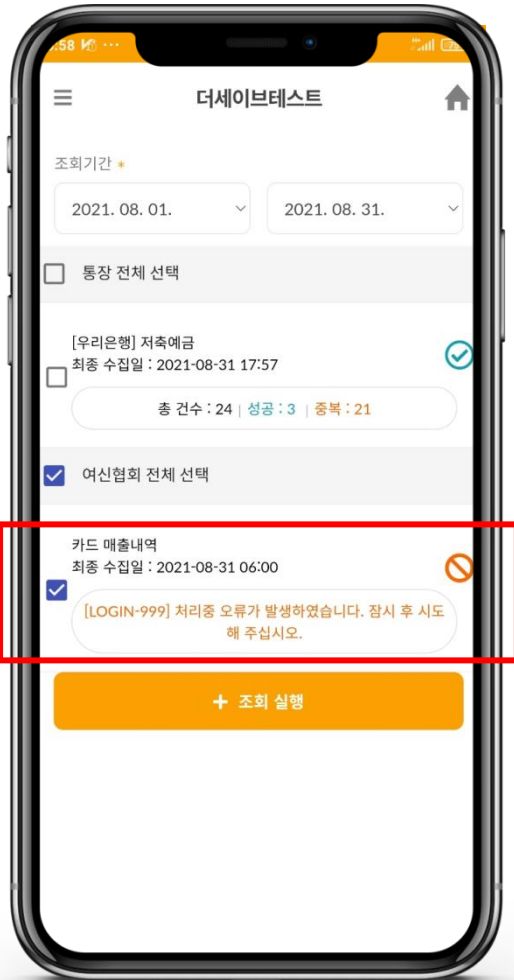 :58
더세이브테스트
조회기간 *
2021. 08. 01.
2021. 08. 31.
통장 전체 선택
[우리은행] 저축예금
최종 수집일 : 2021-08-31 17:57
총 건수 : 24 | 성공 : 3 | 중복 : 21
여신협회 전체 선택
카드 매출내역
최종 수집일 : 2021-08-31 06:00
[LOGIN-999] 처리중 오류가 발생하였습니다. 잠시 후 시도
해 주십시오.
+ 조회 실행